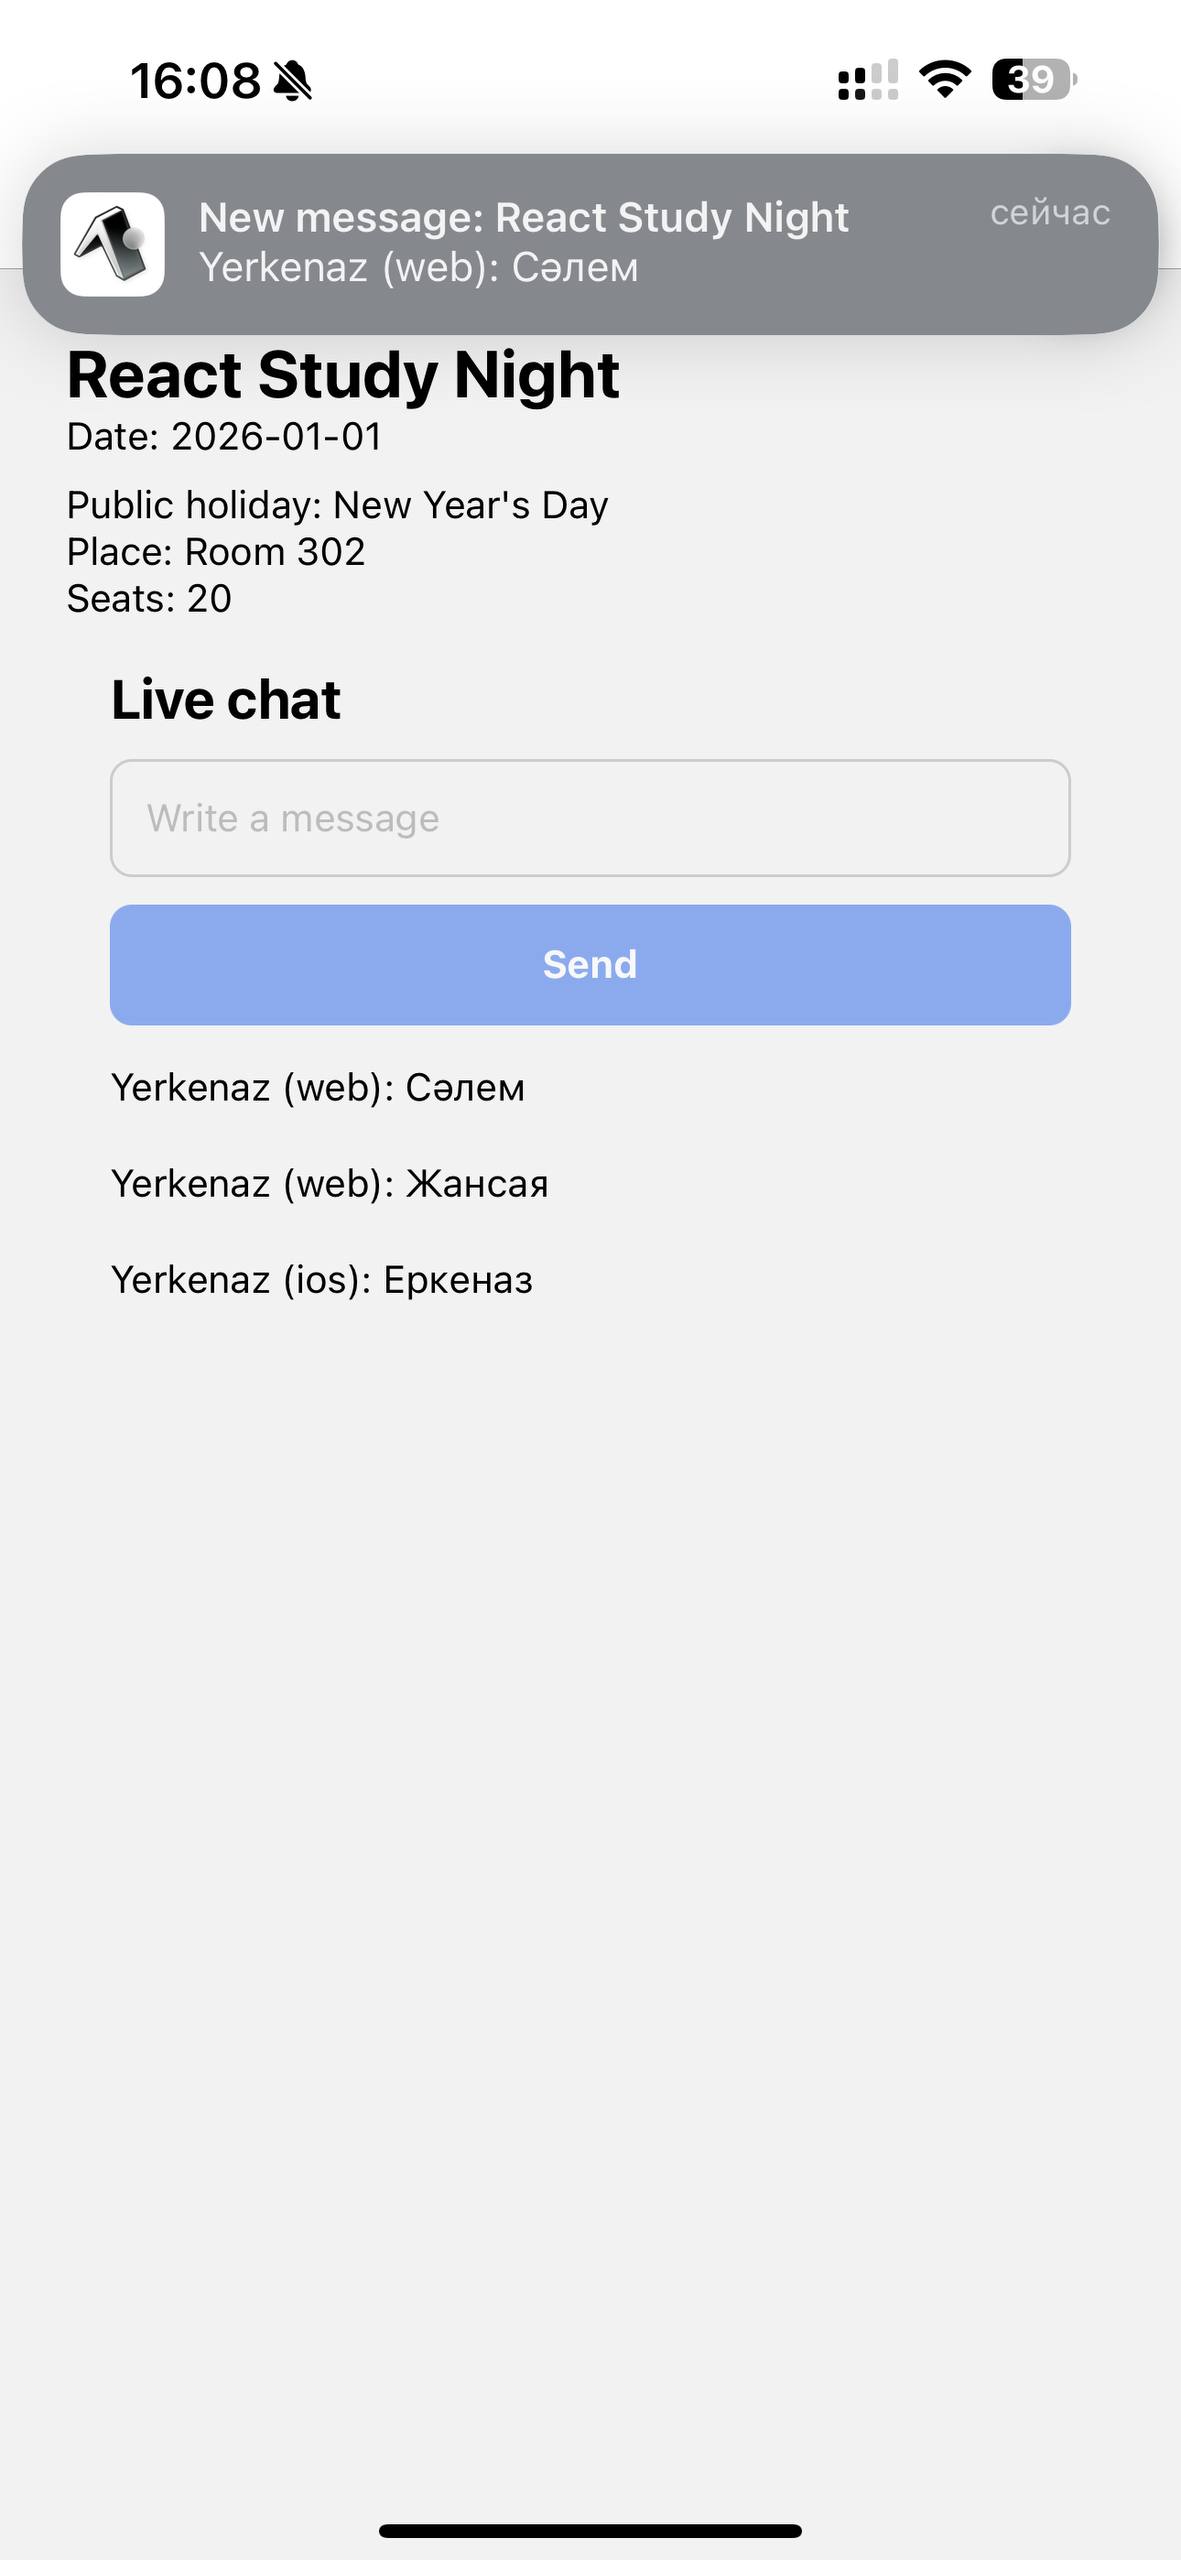 16:08
39
New message: React Study Night
сейчас
Yerkenaz (web): Сәлем
React Study Night
Date: 2026-01-01
Public holiday: New Year's Day
Place: Room 302
Seats: 20
Live chat
Write a message
Send
Yerkenaz (web): Сәлем
Yerkenaz (web): Жансая
Yerkenaz (ios): Еркеназ